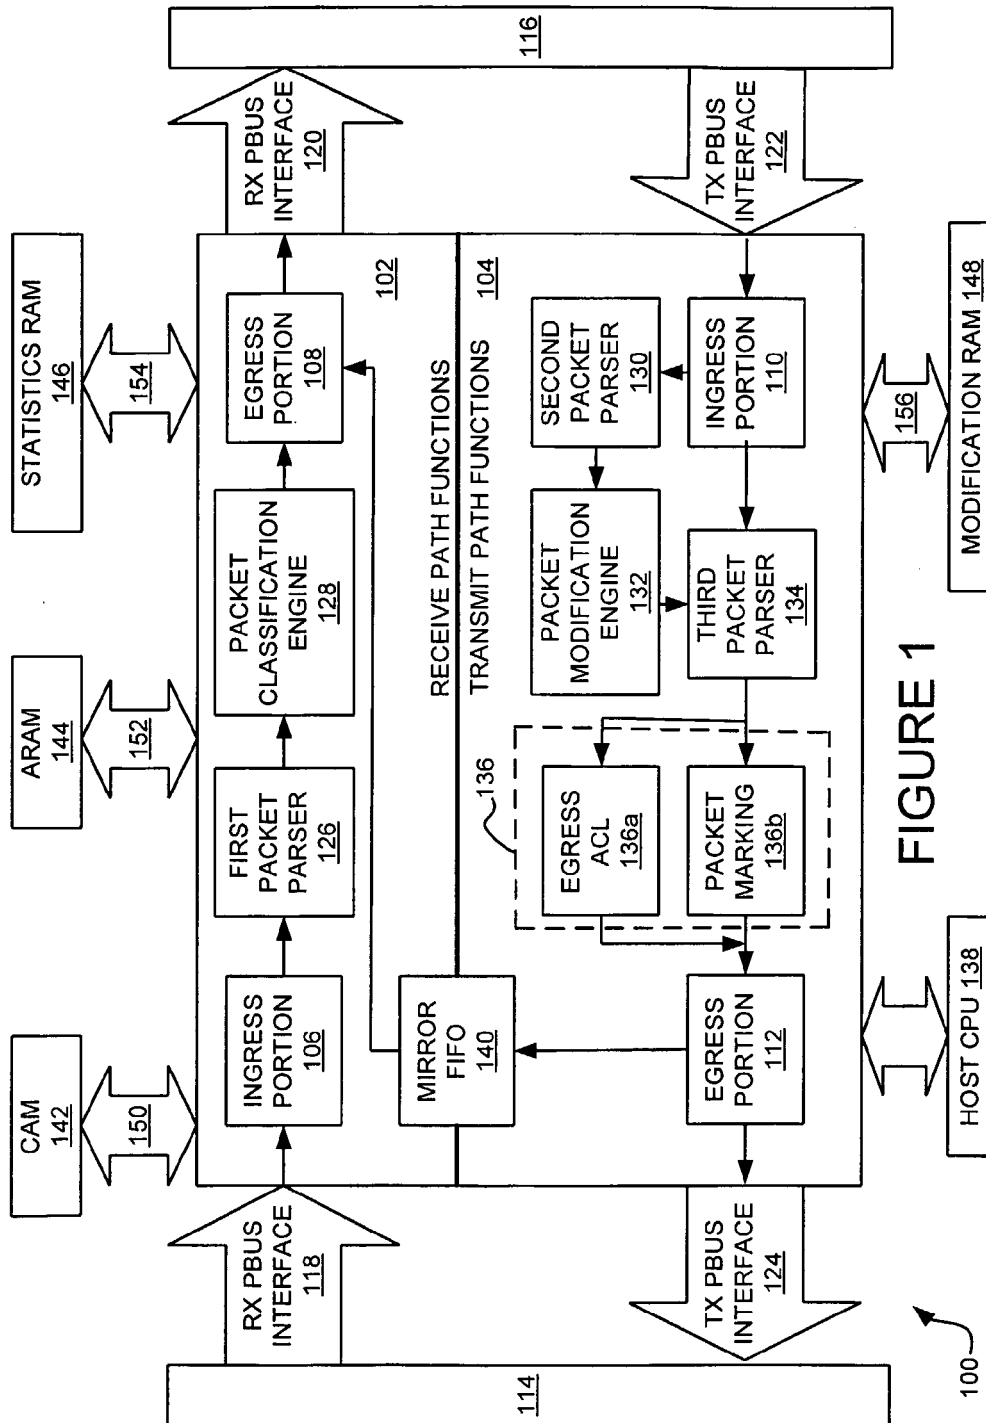 CAM
142
ARAM
144
STATISTICS RAM
146
150
152
154
RX PBUS
INTERFACE
118
INGRESS
PORTION
106
FIRST
PACKET
PARSER
126
PACKET
CLASSIFICATION
ENGINE
128
EGRESS
PORTION
108
RX PBUS
INTERFACE
120
102
RECEIVE PATH FUNCTIONS
MIRROR
FIFO
140
TRANSMIT PATH FUNCTIONS
104
114
116
136
EGRESS
ACL
136a
PACKET
MODIFICATION
ENGINE
132
SECOND
PACKET
PARSER
130
TX PBUS
INTERFACE
124
EGRESS
PORTION
112
PACKET
MARKING
136b
THIRD
PACKET
PARSER
134
INGRESS
PORTION
110
TX PBUS
INTERFACE
122
156
HOST CPU 138
MODIFICATION RAM 148
100
FIGURE 1